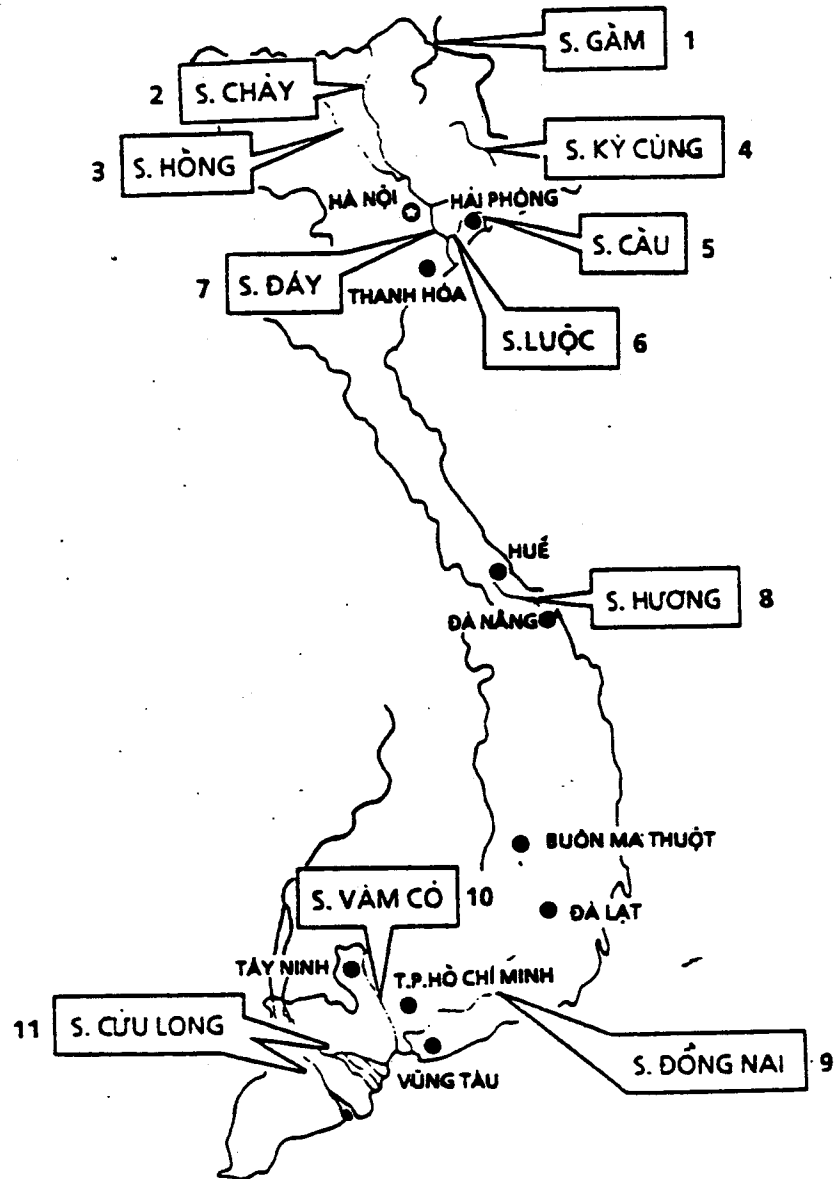 S. GẦM 1
2 S. CHẢY
3 S. HỒNG
S. KỲ CÙNG 4
HÀ NỘI
HẢI PHÒNG
S. CẦU 5
7 S. ĐÁY
THANH HÓA
S.LUỘC 6
HUẾ
S. HƯƠNG 8
ĐÀ NẴNG
BUÔN MA THUỘT
S. VÀM CỎ 10
ĐÀ LẠT
TÂY NINH
T.P.HỒ CHÍ MINH
11 S. CỬU LONG
S. ĐỒNG NAI 9
VŨNG TÀU